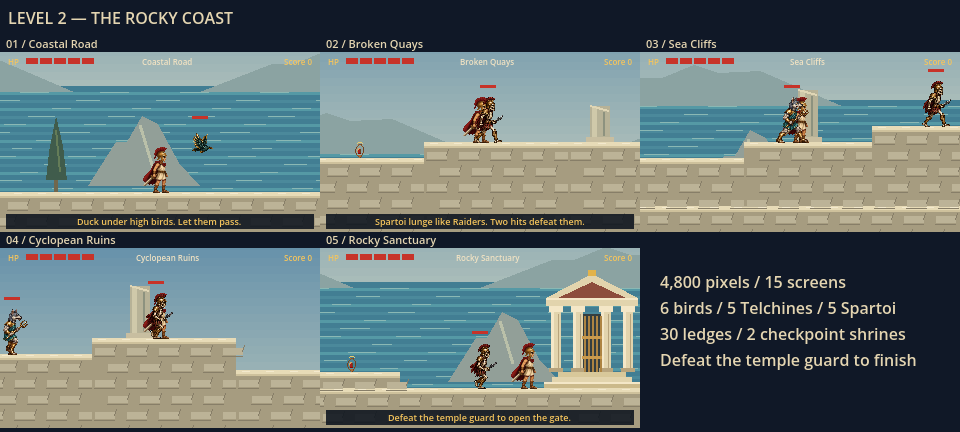 LEVEL 2 — THE ROCKY COAST
01 / Coastal Road
02 / Broken Quays
03 / Sea Cliffs
HP
Coastal Road
Score 0
HP
Broken Quays
Score 0
HP
Sea Cliffs
Score 0
Duck under high birds. Let them pass.
Spartoi lunge like Raiders. Two hits defeat them.
04 / Cyclopean Ruins
05 / Rocky Sanctuary
HP
Cyclopean Ruins
Score 0
HP
Rocky Sanctuary
Score 0
4,800 pixels / 15 screens
6 birds / 5 Telchines / 5 Spartoi
30 ledges / 2 checkpoint shrines
Defeat the temple guard to finish
Defeat the temple guard to open the gate.